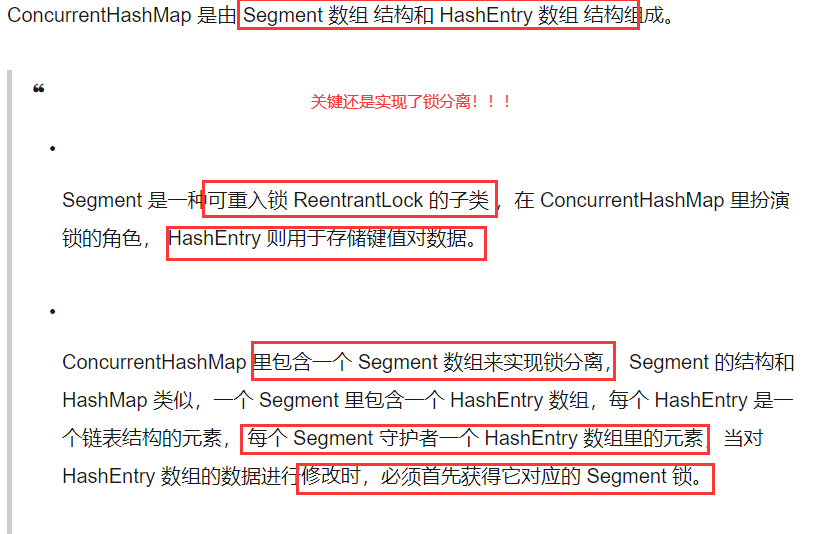 ConcurrentHashMap 是由 Segment 数组 结构和 HashEntry 数组 结构组成。
❝
关键还是实现了锁分离！！！
•
Segment 是一种可重入锁 ReentrantLock 的子类 ，在 ConcurrentHashMap 里扮演
锁的角色， HashEntry 则用于存储键值对数据。
•
ConcurrentHashMap 里包含一个 Segment 数组来实现锁分离， Segment 的结构和
HashMap 类似，一个 Segment 里包含一个 HashEntry 数组，每个 HashEntry 是一
个链表结构的元素， 每个 Segment 守护者一个 HashEntry 数组里的元素 当对
HashEntry 数组的数据进行修改时，必须首先获得它对应的 Segment 锁。